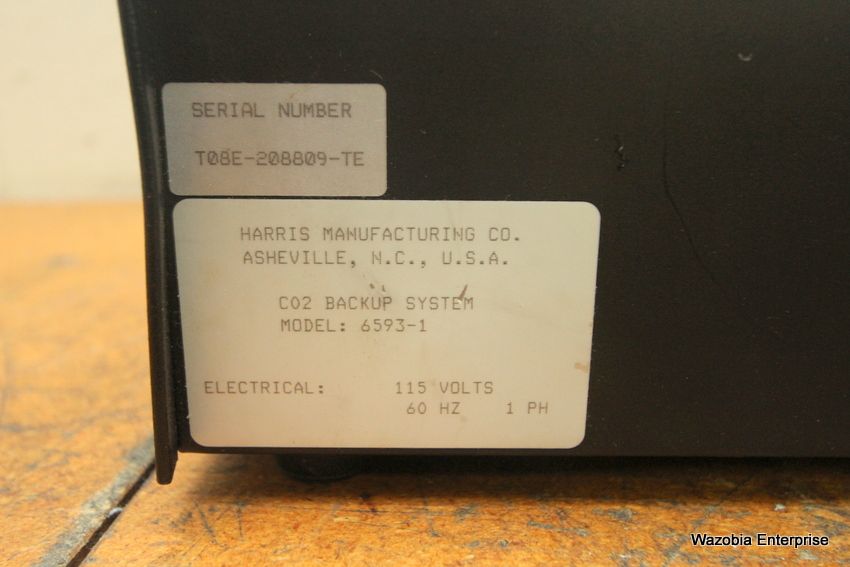 SERIAL NUMBER
T08E-208809-TE
HARRIS MANUFACTURING CO.
ASHEVILLE, N.C., U.S.A.
CO2 BACKUP SYSTEM
MODEL: 6593-1
ELECTRICAL: 115 VOLTS
60 HZ 1 PH
Wazobia Enterprise